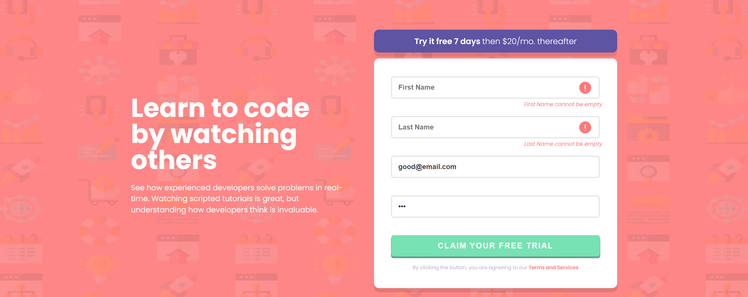 Learn to code
by watching
others
See how experienced developers solve problems in real-
time. Watching scripted tutorials is great, but
understanding how developers think is invaluable.
Try it free 7 days then $20/mo. thereafter
First Name
First Name cannot be empty
Last Name
Last Name cannot be empty
good@email.com
•••
CLAIM YOUR FREE TRIAL
By clicking the button, you are agreeing to our Terms and Services